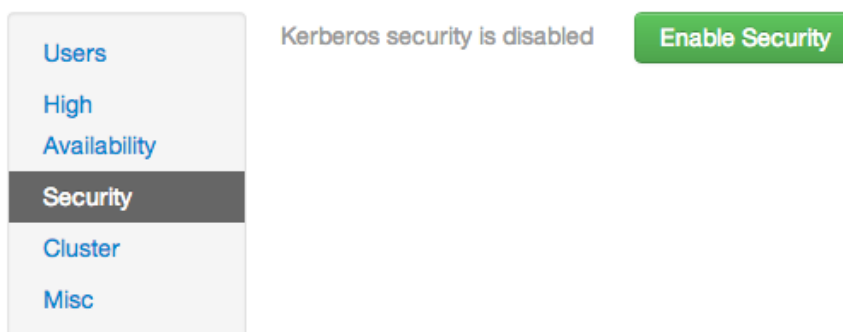 Users
High
Availability
Security
Cluster
Misc
Kerberos security is disabled
Enable Security